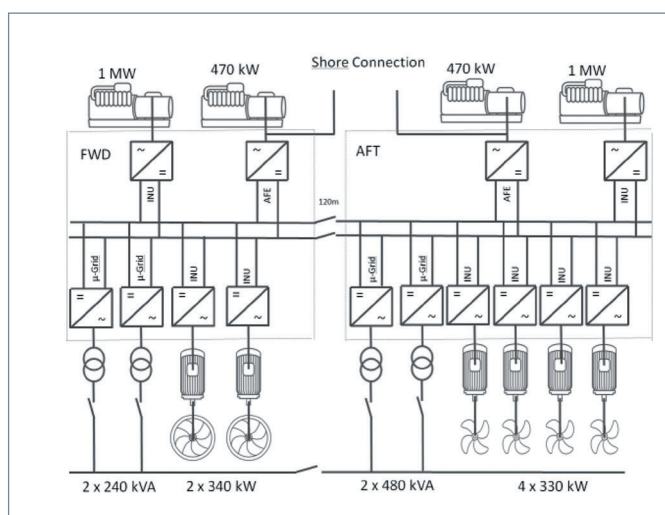 Shore Connection
1 MW
470 kW
470 kW
1 MW
FWD
~
=
~
=
AFT
~
=
~
=
INU
AFE
120m
AFE
INU
μ-Grid
μ-Grid
INU
INU
μ-Grid
μ-Grid
INU
INU
INU
INU
=
~
=
~
=
~
=
~
=
~
=
~
=
~
=
~
=
~
=
~
2 x 240 kVA
2 x 340 kW
2 x 480 kVA
4 x 330 kW